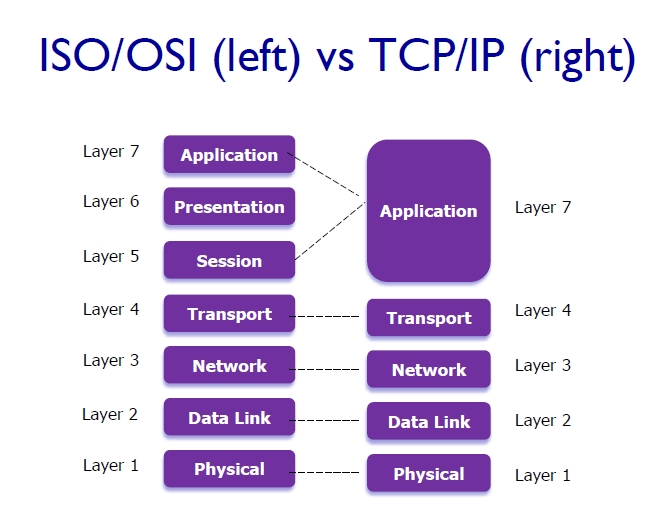 ISO/OSI (left) vs TCP/IP (right)
Layer 7 Application
Layer 6 Presentation
Layer 5 Session
Layer 4 Transport
Layer 3 Network
Layer 2 Data Link
Layer 1 Physical
Application Layer 7
Transport Layer 4
Network Layer 3
Data Link Layer 2
Physical Layer 1